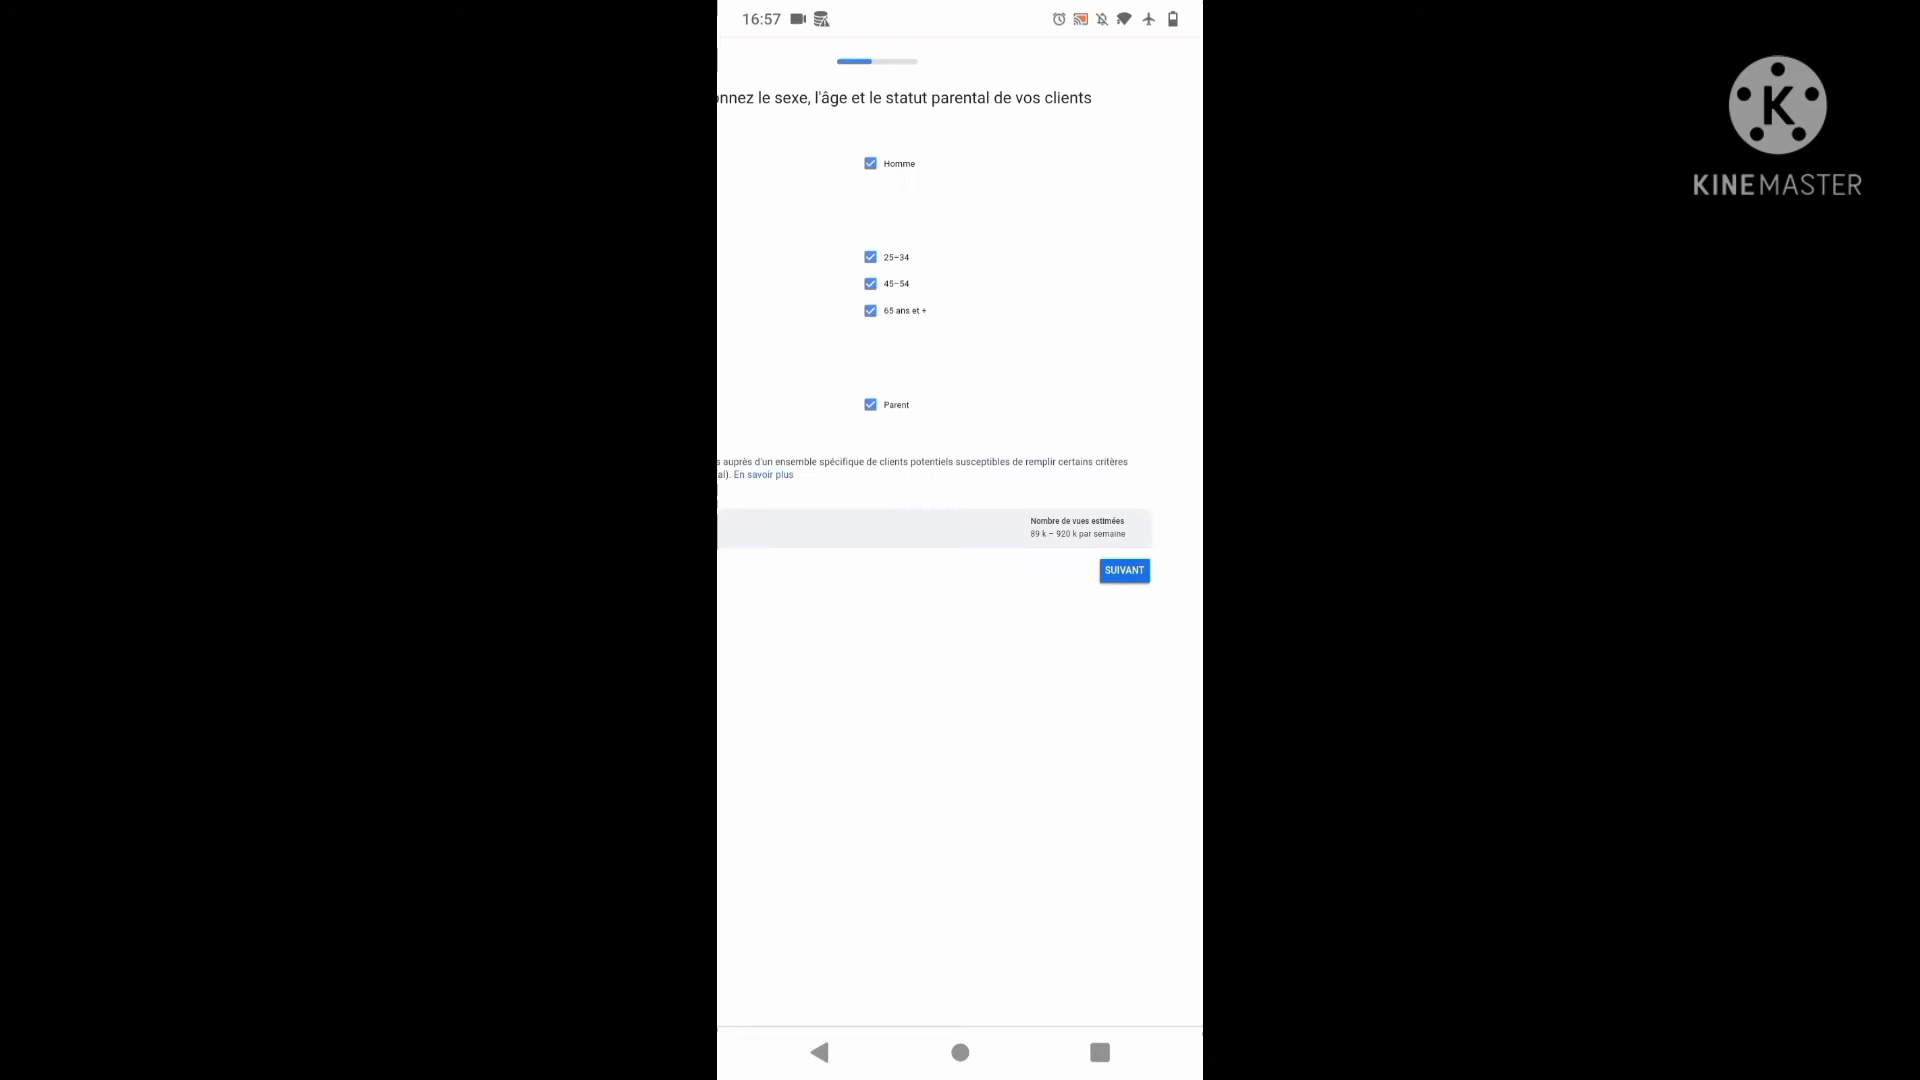 16:57
le sexe, l'âge et le statut parental de vos clients
Homme
25–34
45–54
65 ans et +
Parent
auprès d'un ensemble spécifique de clients potentiels susceptibles de remplir certains critères
En savoir plus
Nombre de vues estimées
89 k – 920 k par semaine
SUIVANT
K
KINEMASTER